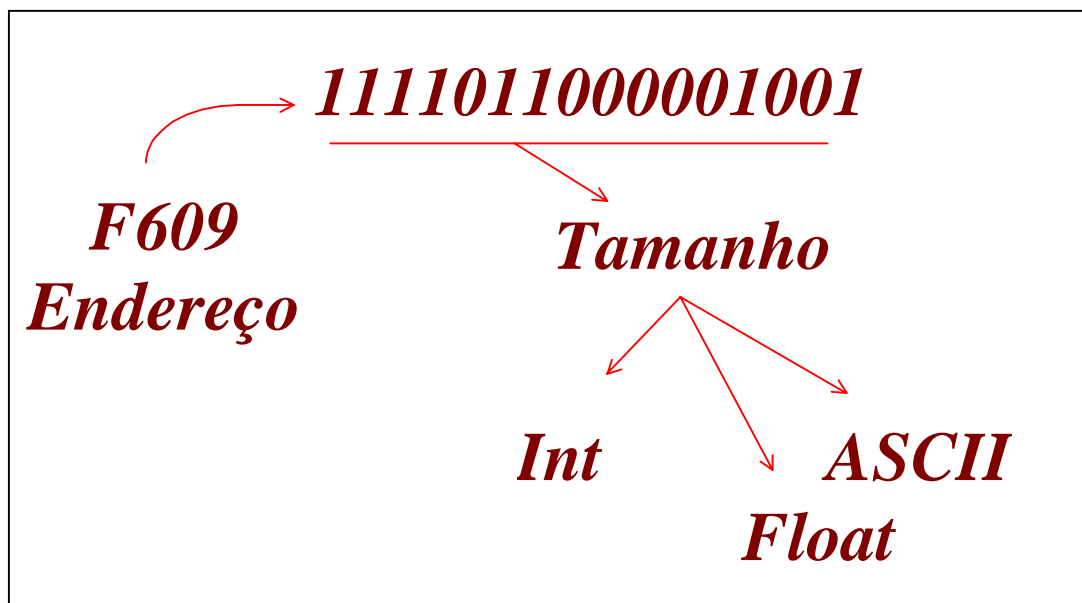 1111011000001001
F609
Endereço
Tamanho
Int
ASCII
Float